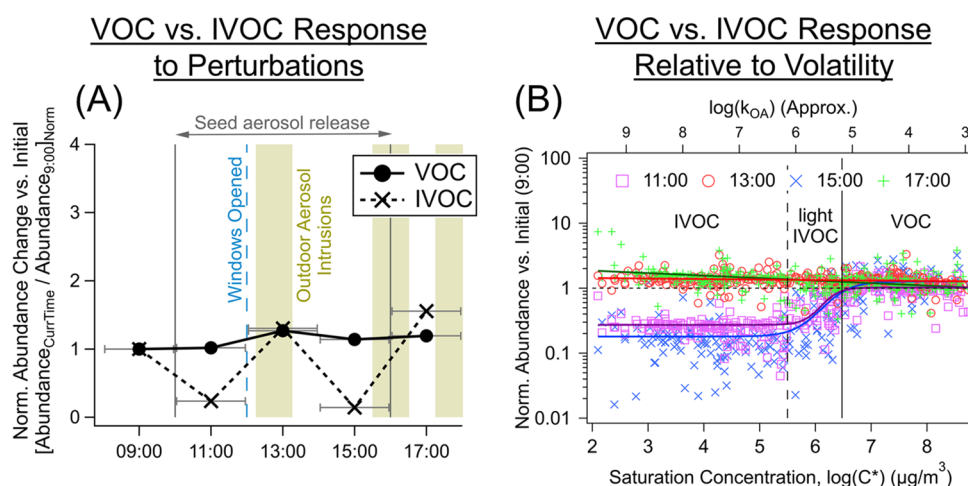 VOC vs. IVOC Response
to Perturbations
(A)
Norm. Abundance Change vs. Initial
[Abundance_CurrTime / Abundance_9:00]_Norm
4
3
2
1
0
Seed aerosol release
Windows Opened
Outdoor Aerosol
Intrusions
VOC
IVOC
09:00 11:00 13:00 15:00 17:00
VOC vs. IVOC Response
Relative to Volatility
(B)
log(k_OA) (Approx.)
9 8 7 6 5 4 3
Norm. Abundance vs. Initial (9:00)
100
10
1
0.1
0.01
11:00 13:00 15:00 17:00
IVOC
light
IVOC
VOC
2 3 4 5 6 7 8
Saturation Concentration, log(C*) (µg/m³)